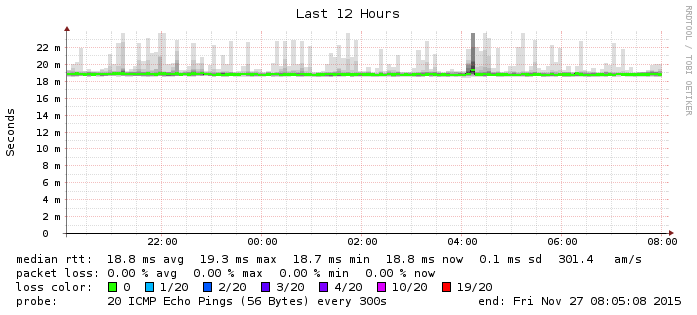 Last 12 Hours
RRDTOOL / TOBI OETIKER
Seconds
22 m
20 m
18 m
16 m
14 m
12 m
10 m
8 m
6 m
4 m
2 m
0
22:00 00:00 02:00 04:00 06:00 08:00
median rtt: 18.8 ms avg 19.3 ms max 18.7 ms min 18.8 ms now 0.1 ms sd 301.4 am/s
packet loss: 0.00 % avg 0.00 % max 0.00 % min 0.00 % now
loss color: 0 1/20 2/20 3/20 4/20 10/20 19/20
probe: 20 ICMP Echo Pings (56 Bytes) every 300s end: Fri Nov 27 08:05:08 2015